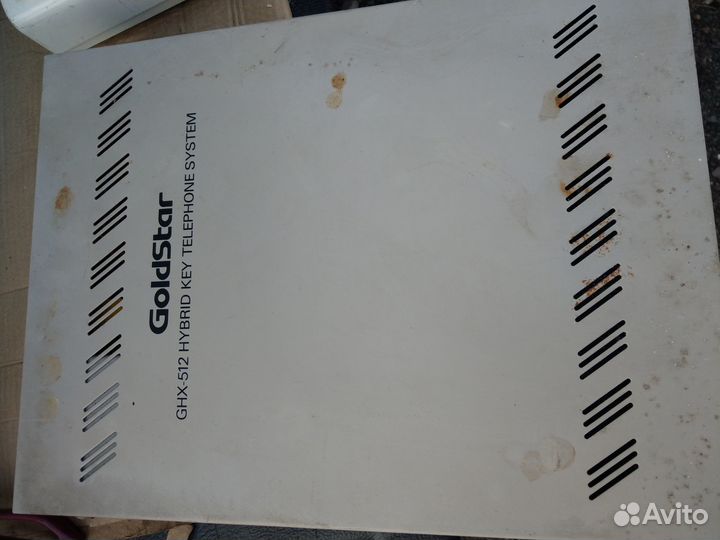 GoldStar
GHX-512 HYBRID KEY TELEPHONE SYSTEM
Avito